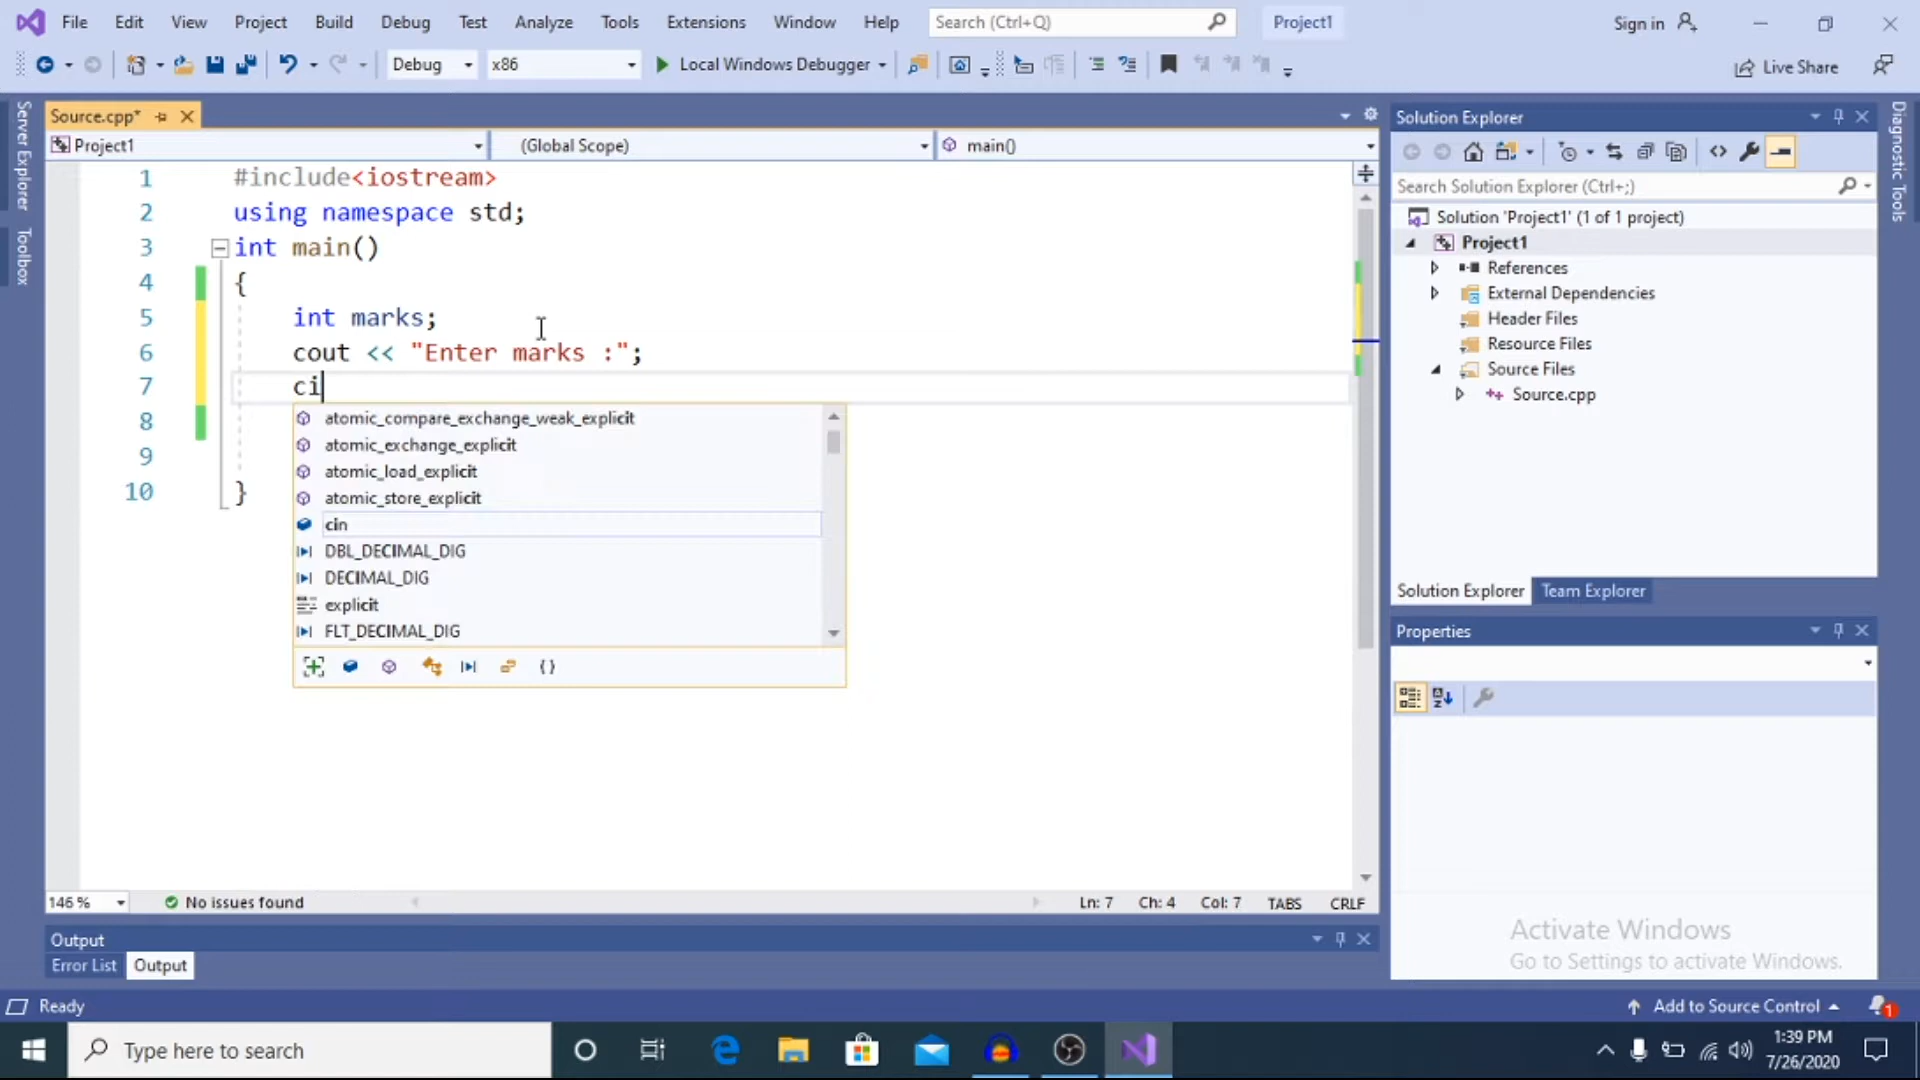 File Edit View Project Build Debug Test Analyze Tools Extensions Window Help Search (Ctrl+Q) Project1 Sign in
Debug x86 Local Windows Debugger Live Share
Server Explorer
Toolbox
Source.cpp*
Project1 (Global Scope) main()
1 #include<iostream>
2 using namespace std;
3 int main()
4 {
5 int marks;
6 cout << "Enter marks :";
7 ci
8
9
10 }
atomic_compare_exchange_weak_explicit
atomic_exchange_explicit
atomic_load_explicit
atomic_store_explicit
cin
DBL_DECIMAL_DIG
DECIMAL_DIG
explicit
FLT_DECIMAL_DIG
146 % No issues found Ln: 7 Ch: 4 Col: 7 TABS CRLF
Output
Error List Output
Solution Explorer
Search Solution Explorer (Ctrl+;)
Solution 'Project1' (1 of 1 project)
Project1
References
External Dependencies
Header Files
Resource Files
Source Files
Source.cpp
Solution Explorer Team Explorer
Properties
Diagnostic Tools
Activate Windows
Go to Settings to activate Windows.
Ready Add to Source Control 1
Type here to search
1:39 PM
7/26/2020